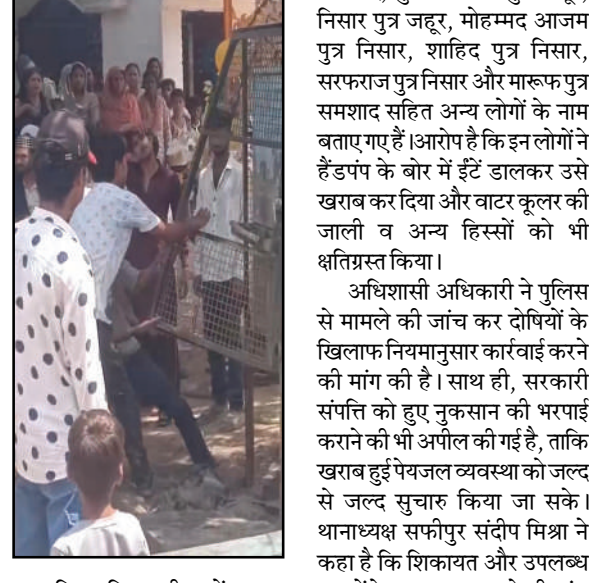 निसार पुत्र जहूर, मोहम्मद आजम
पुत्र निसार, शाहिद पुत्र निसार,
सरफराज पुत्र निसार और मारूफ पुत्र
समशाद सहित अन्य लोगों के नाम
बताए गए हैं।आरोप है कि इन लोगों ने
हैंडपंप के बोर में ईंटें डालकर उसे
खराब कर दिया और वाटर कूलर की
जाली व अन्य हिस्सों को भी
क्षतिग्रस्त किया।
अधिशासी अधिकारी ने पुलिस
से मामले की जांच कर दोषियों के
खिलाफ नियमानुसार कार्रवाई करने
की मांग की है। साथ ही, सरकारी
संपत्ति को हुए नुकसान की भरपाई
कराने की भी अपील की गई है, ताकि
खराब हुई पेयजल व्यवस्था को जल्द
से जल्द सुचारु किया जा सके।
थानाध्यक्ष सफीपुर संदीप मिश्रा ने
कहा है कि शिकायत और उपलब्ध